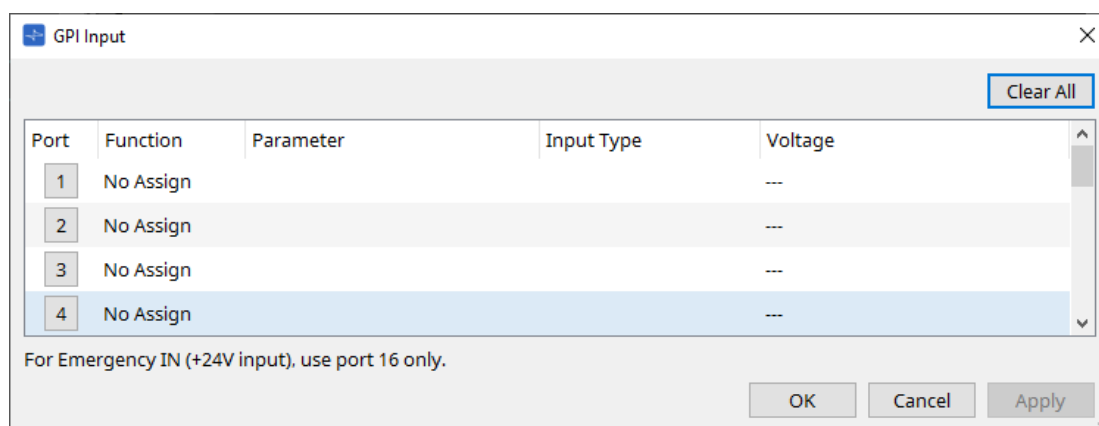 GPI Input
Clear All
Port Function Parameter Input Type Voltage
1 No Assign ---
2 No Assign ---
3 No Assign ---
4 No Assign ---
For Emergency IN (+24V input), use port 16 only.
OK Cancel Apply